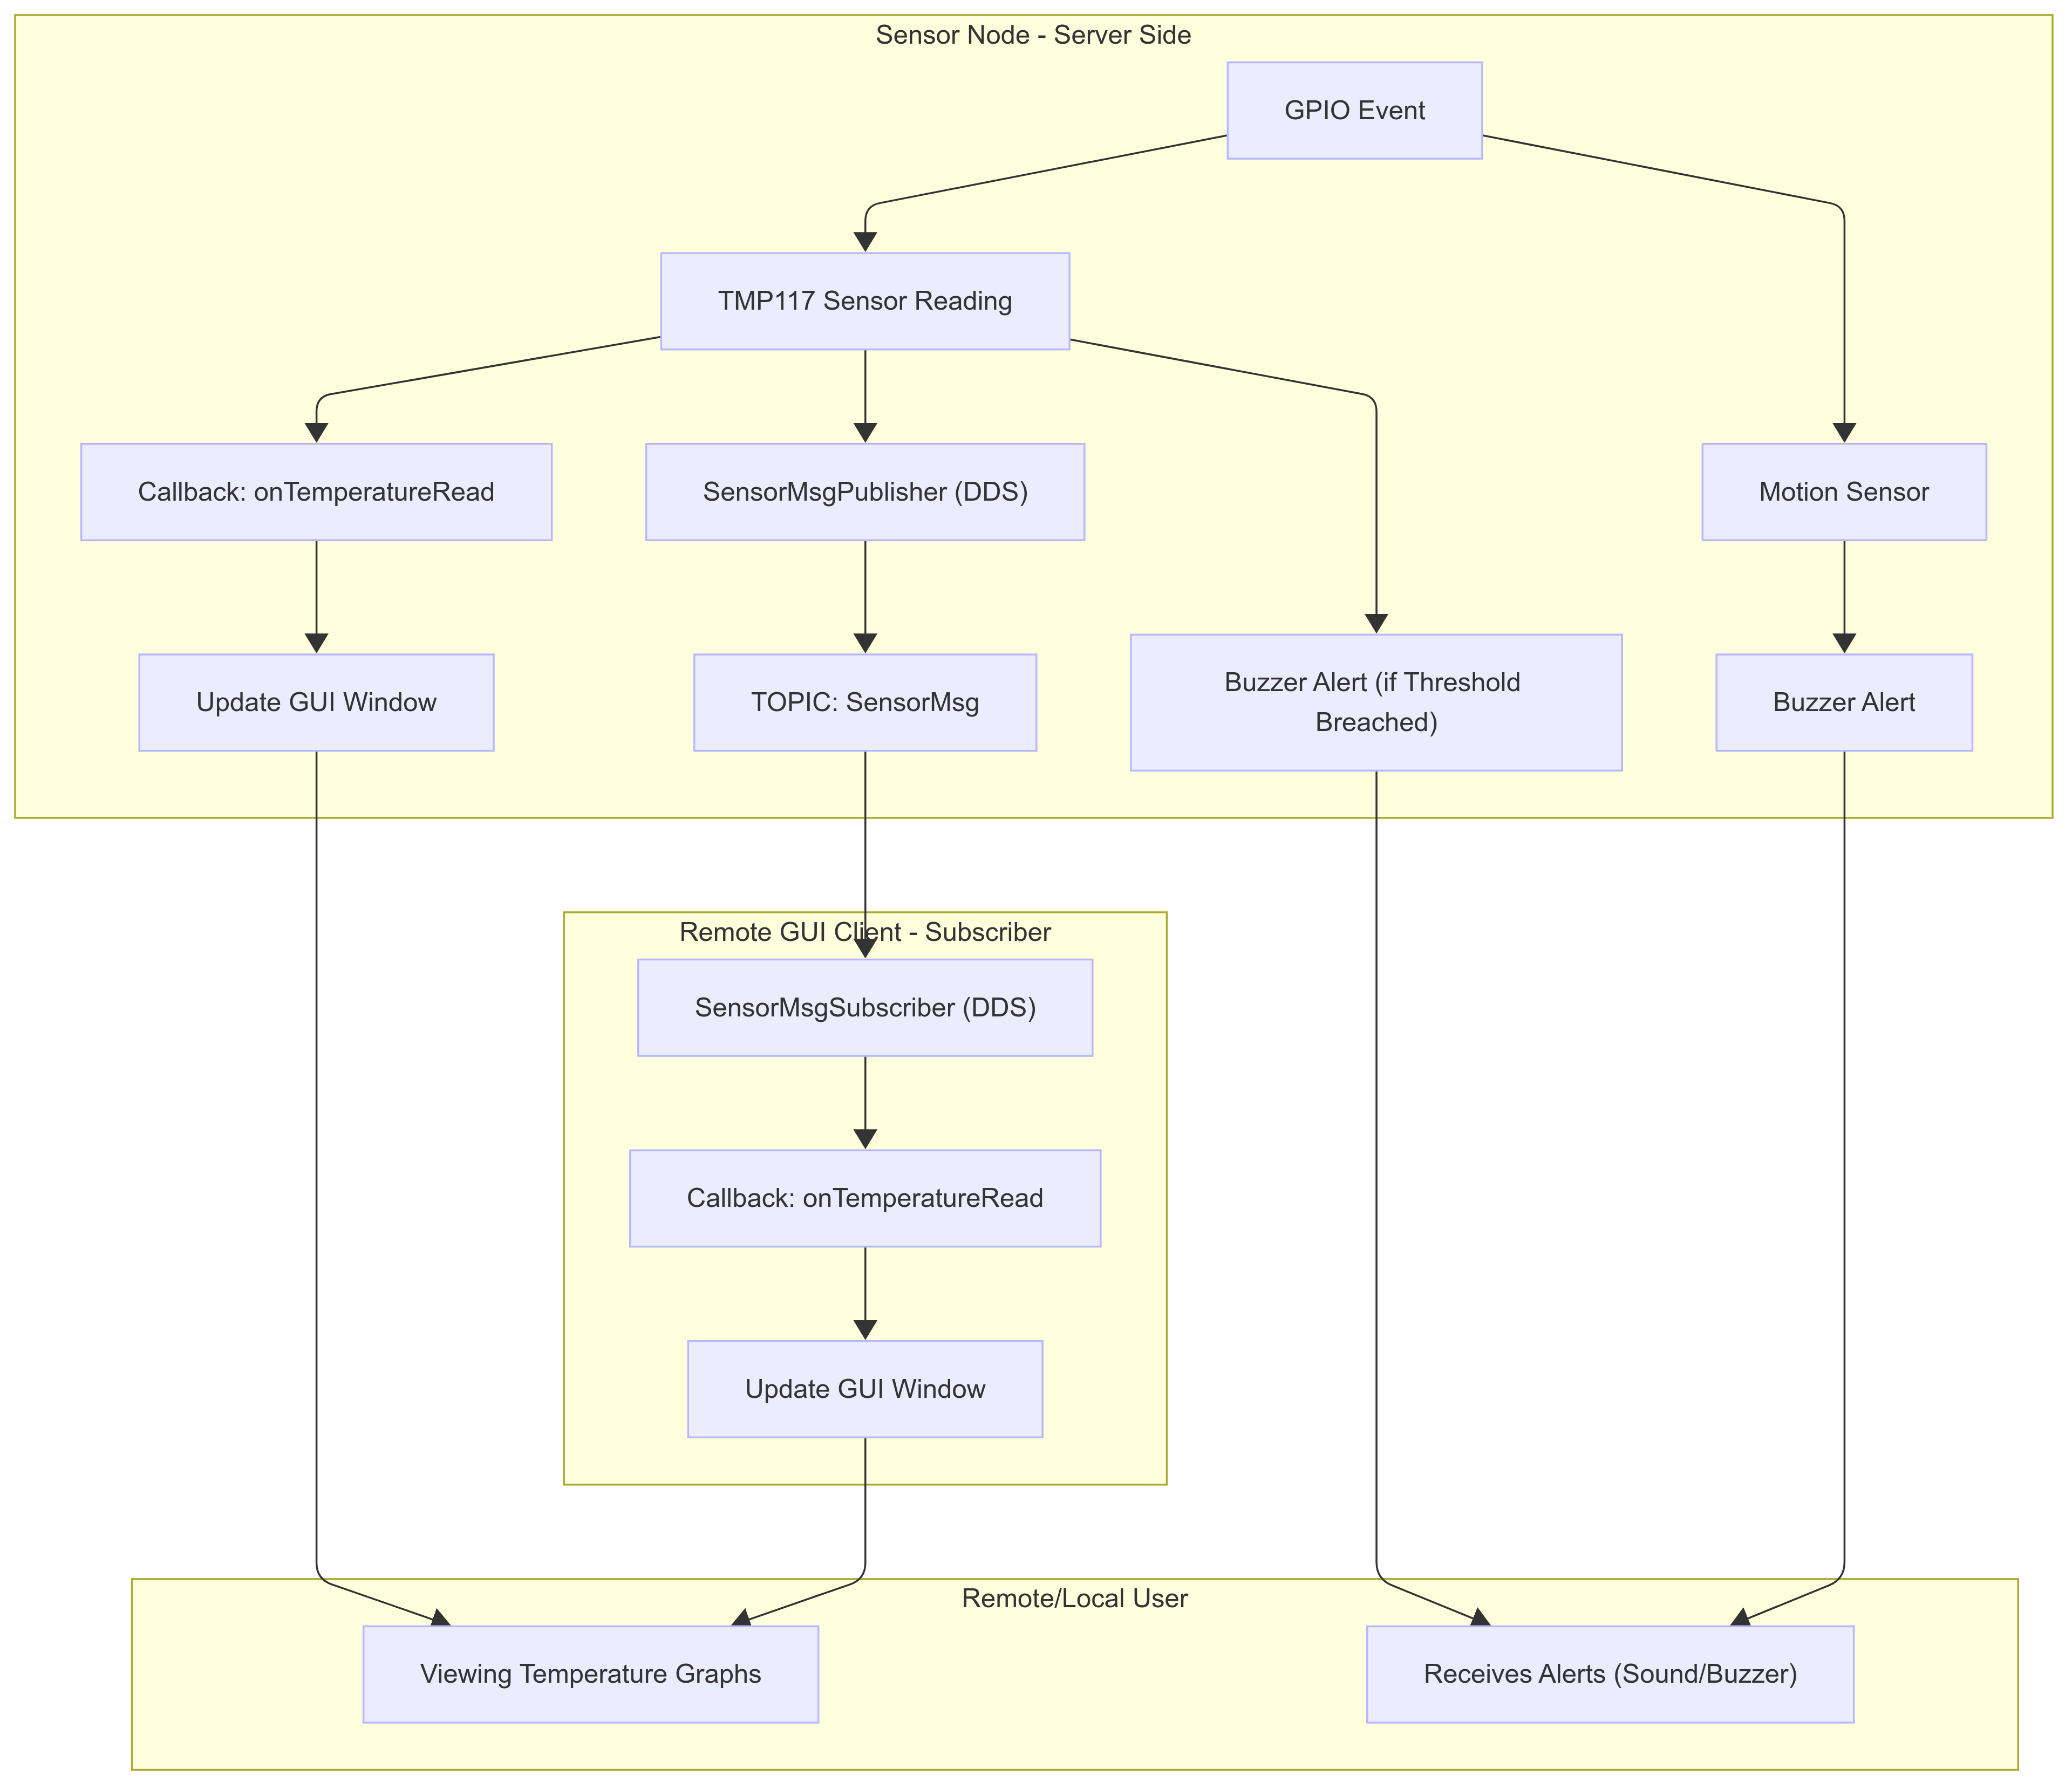 Sensor Node - Server Side
GPIO Event
TMP117 Sensor Reading
Callback: onTemperatureRead
SensorMsgPublisher (DDS)
Motion Sensor
Update GUI Window
TOPIC: SensorMsg
Buzzer Alert (if Threshold
Breached)
Buzzer Alert
Remote GUI Client - Subscriber
SensorMsgSubscriber (DDS)
Callback: onTemperatureRead
Update GUI Window
Remote/Local User
Viewing Temperature Graphs
Receives Alerts (Sound/Buzzer)